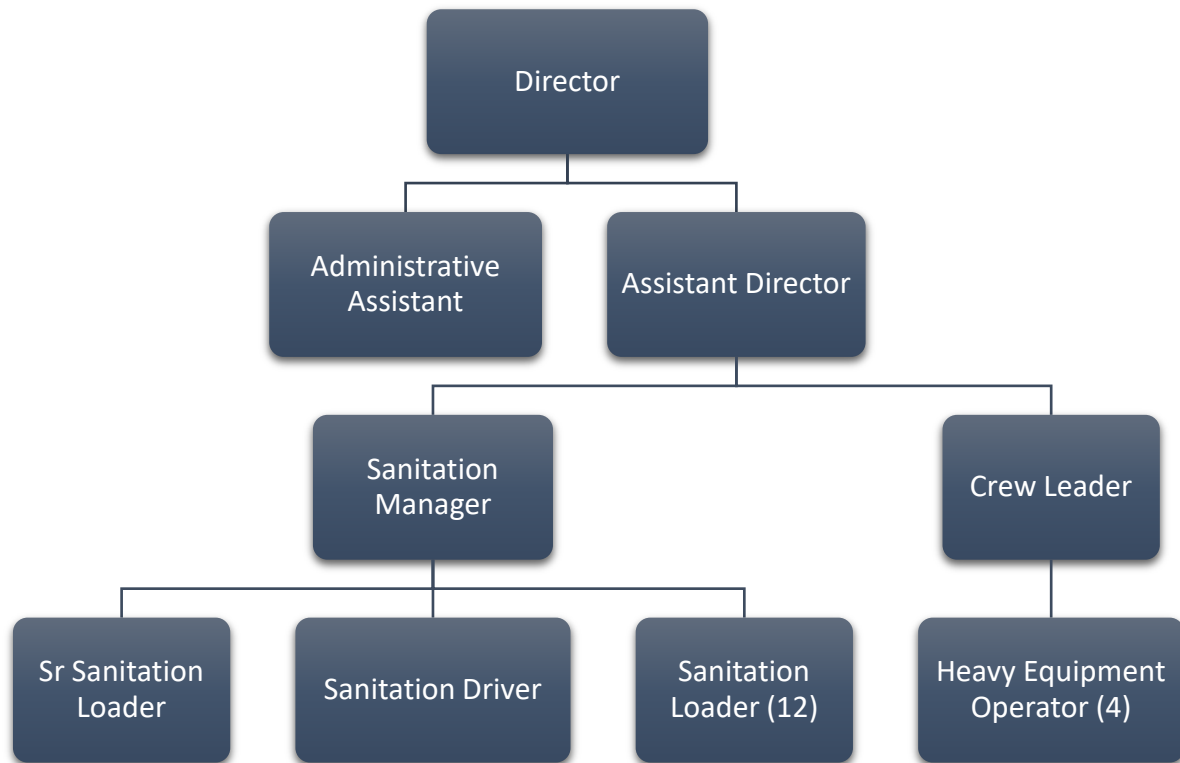 Director
Administrative
Assistant
Assistant Director
Sanitation
Manager
Crew Leader
Sr Sanitation
Loader
Sanitation Driver
Sanitation
Loader (12)
Heavy Equipment
Operator (4)